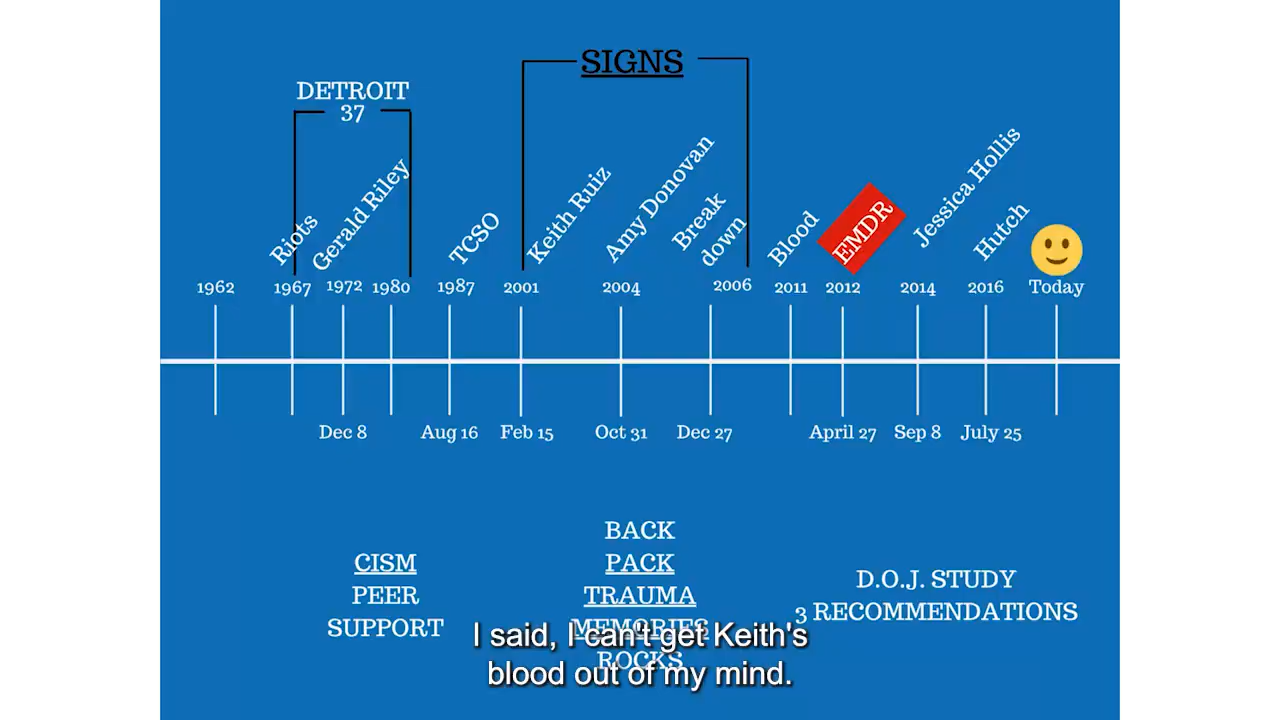 SIGNS
DETROIT
37
Riots
Gerald Riley
TCSO
Keith Ruiz
Amy Donovan
Break
down
Blood
EMDR
Jessica Hollis
Hutch
1962 1967 1972 1980 1987 2001 2004 2006 2011 2012 2014 2016 Today
Dec 8 Aug 16 Feb 15 Oct 31 Dec 27 April 27 Sep 8 July 25
CISM
PEER
SUPPORT
BACK
PACK
TRAUMA
MEMORIES
ROCKS
D.O.J. STUDY
3 RECOMMENDATIONS
I said, I can't get Keith's
blood out of my mind.